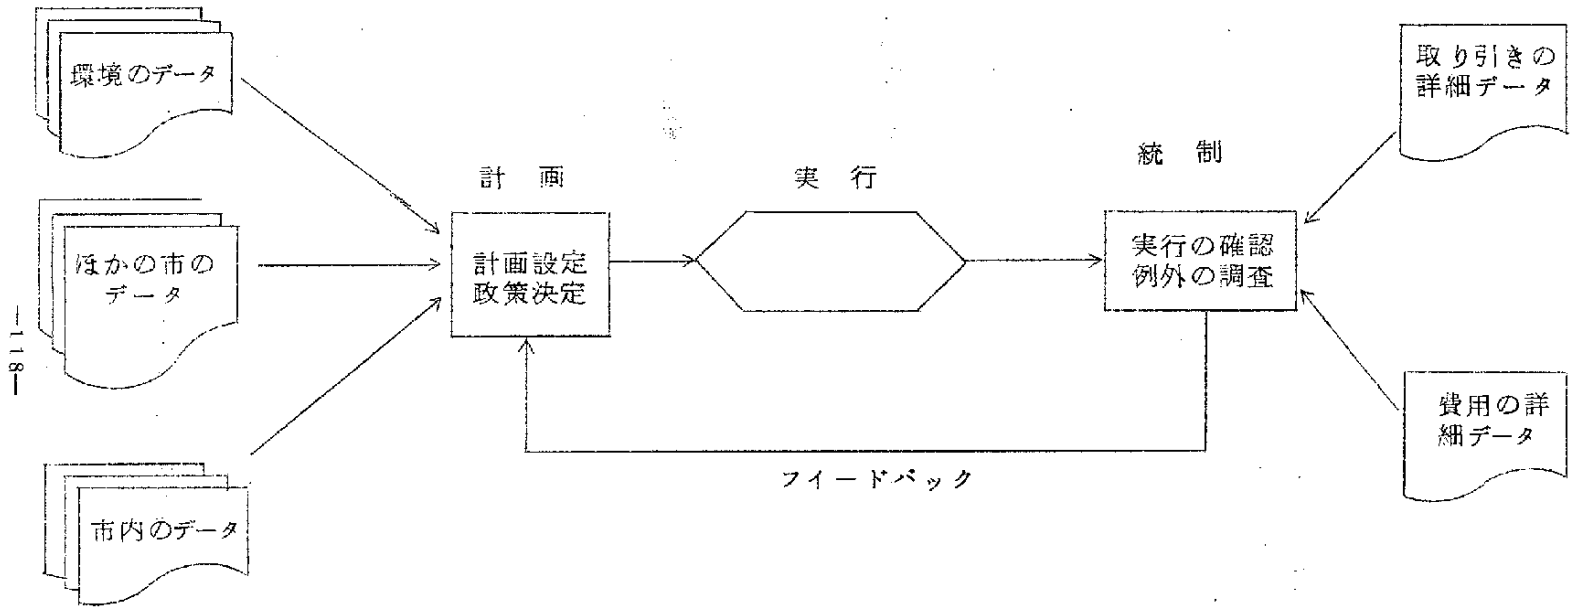 環境のデータ
取り引きの
詳細データ
計画
実行
統制
ほかの市の
データ
計画設定
政策決定
実行の確認
例外の調査
―118―
費用の詳
細データ
フイードバック
市内のデータ